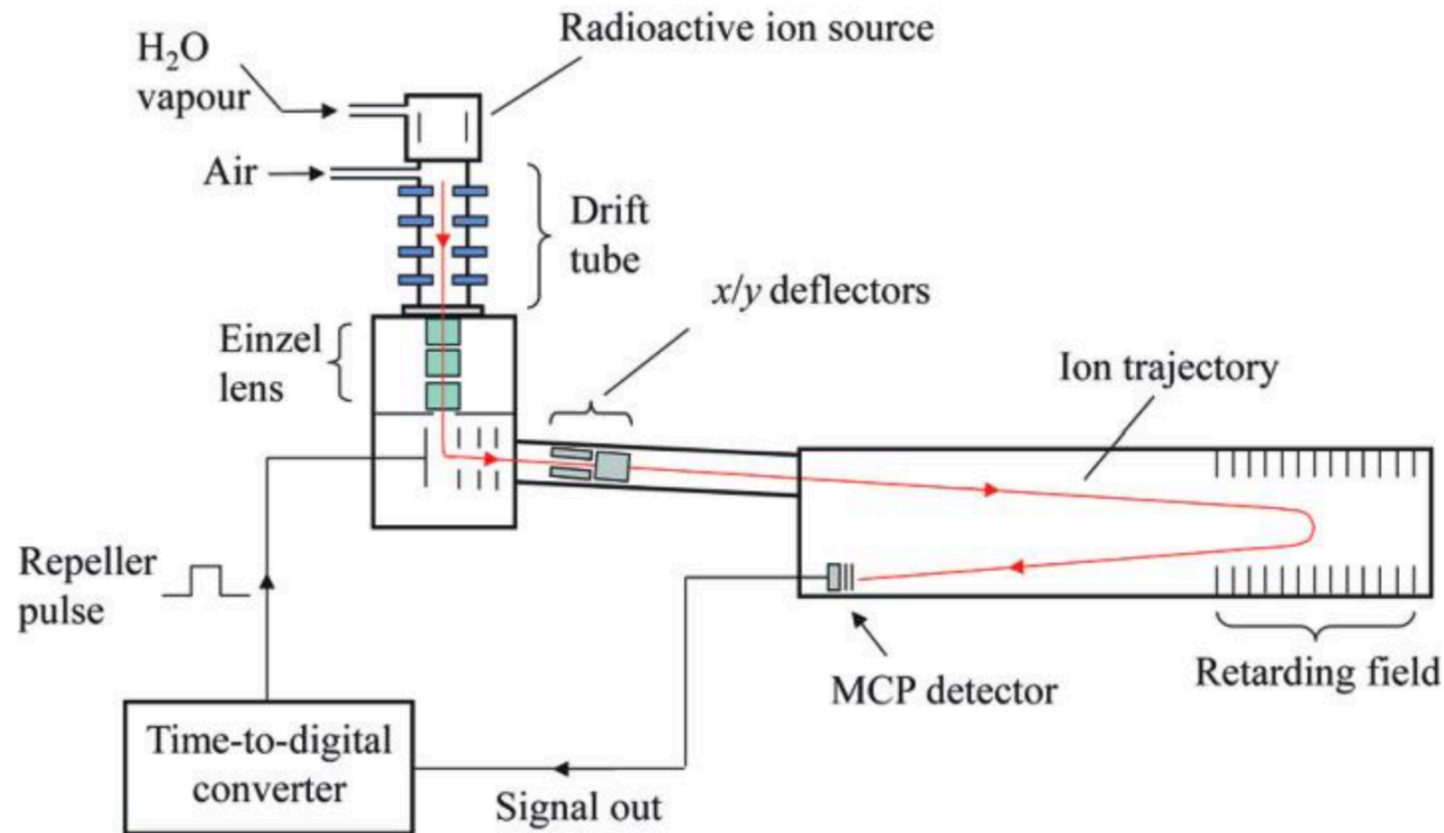 Radioactive ion source
H₂O
vapour
Air
Drift
tube
x/y deflectors
Einzel
lens
Ion trajectory
Repeller
pulse
MCP detector
Retarding field
Time-to-digital
converter
Signal out